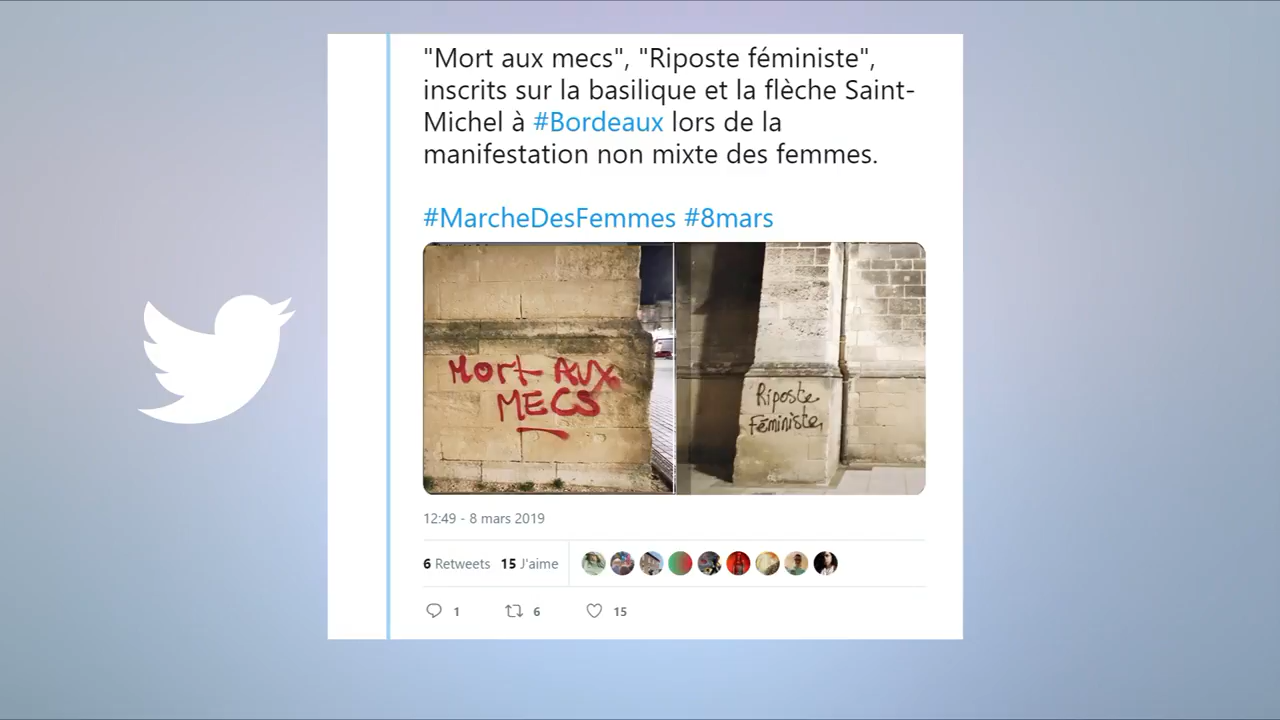 "Mort aux mecs", "Riposte féministe",
inscrits sur la basilique et la flèche Saint-
Michel à #Bordeaux lors de la
manifestation non mixte des femmes.
#MarcheDesFemmes #8mars
Mort AUX
MECS
Riposte
Féministe
12:49 - 8 mars 2019
6 Retweets 15 J'aime
1 6 15